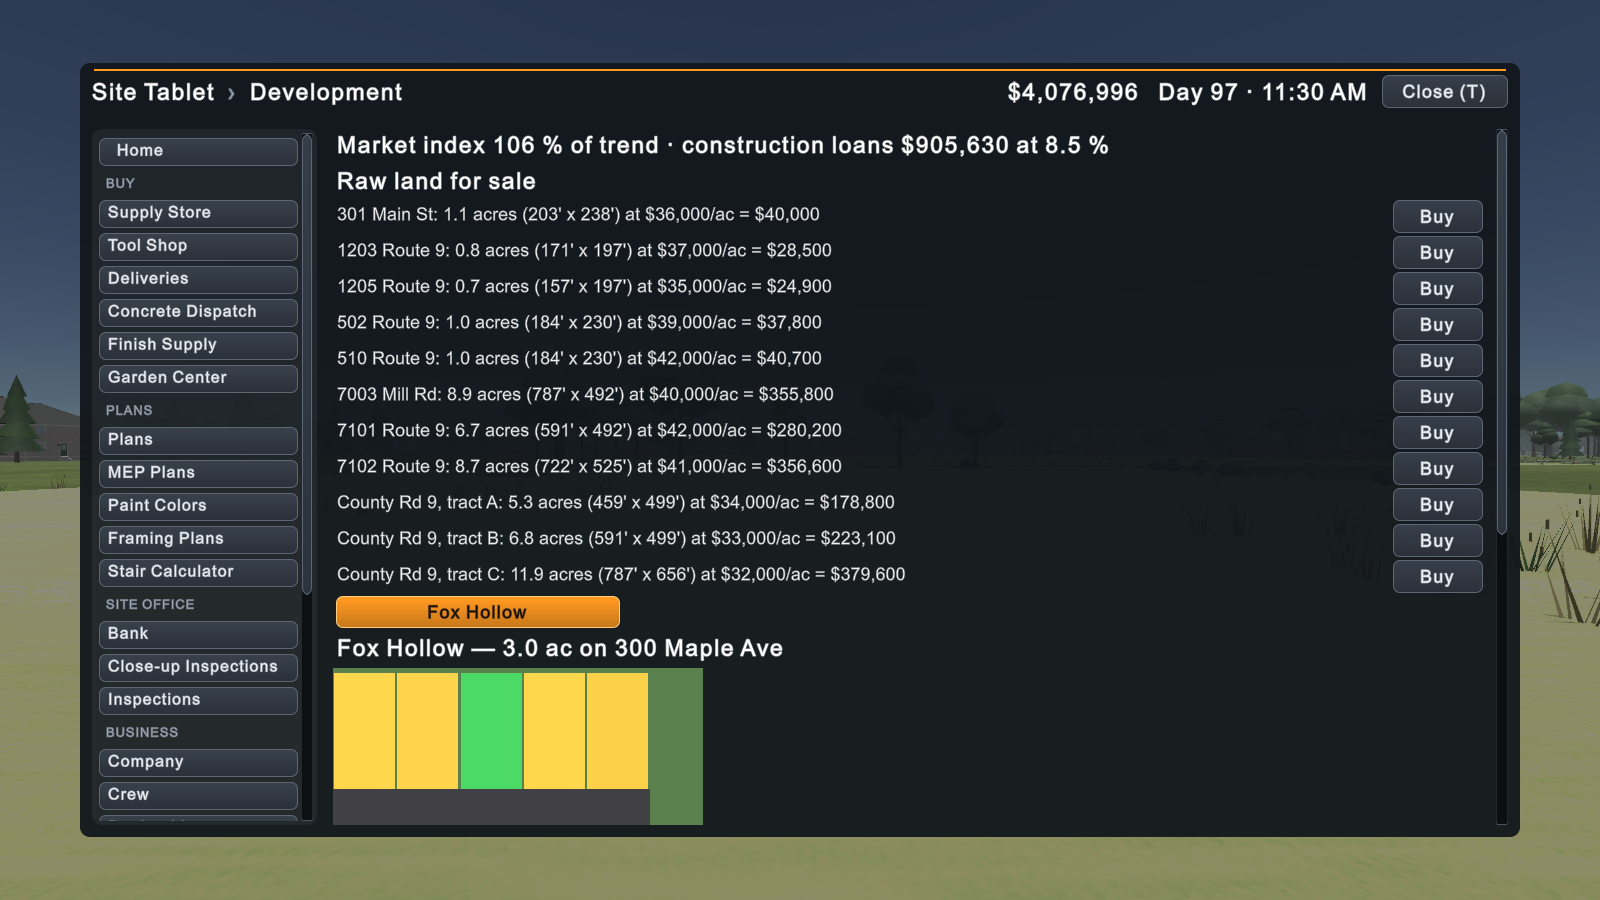 Site Tablet › Development
$4,076,996 Day 97 · 11:30 AM
Close (T)
Home
BUY
Supply Store
Tool Shop
Deliveries
Concrete Dispatch
Finish Supply
Garden Center
PLANS
Plans
MEP Plans
Paint Colors
Framing Plans
Stair Calculator
SITE OFFICE
Bank
Close-up Inspections
Inspections
BUSINESS
Company
Crew
Market index 106 % of trend · construction loans $905,630 at 8.5 %
Raw land for sale
301 Main St: 1.1 acres (203' x 238') at $36,000/ac = $40,000 Buy
1203 Route 9: 0.8 acres (171' x 197') at $37,000/ac = $28,500 Buy
1205 Route 9: 0.7 acres (157' x 197') at $35,000/ac = $24,900 Buy
502 Route 9: 1.0 acres (184' x 230') at $39,000/ac = $37,800 Buy
510 Route 9: 1.0 acres (184' x 230') at $42,000/ac = $40,700 Buy
7003 Mill Rd: 8.9 acres (787' x 492') at $40,000/ac = $355,800 Buy
7101 Route 9: 6.7 acres (591' x 492') at $42,000/ac = $280,200 Buy
7102 Route 9: 8.7 acres (722' x 525') at $41,000/ac = $356,600 Buy
County Rd 9, tract A: 5.3 acres (459' x 499') at $34,000/ac = $178,800 Buy
County Rd 9, tract B: 6.8 acres (591' x 499') at $33,000/ac = $223,100 Buy
County Rd 9, tract C: 11.9 acres (787' x 656') at $32,000/ac = $379,600 Buy
Fox Hollow
Fox Hollow — 3.0 ac on 300 Maple Ave